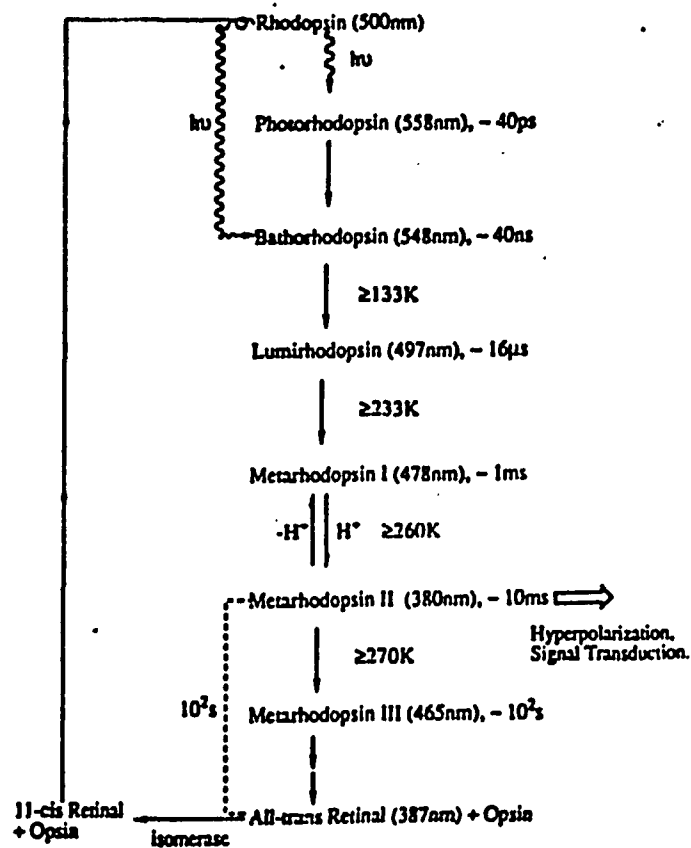 Rhodopsin (500nm)
hυ
hυ
Photorhodopsin (558nm), ~ 40ps
Bathorhodopsin (548nm), ~ 40ns
≥133K
Lumirhodopsin (497nm), ~ 16μs
≥233K
Metarhodopsin I (478nm), ~ 1ms
-H⁺ H⁺ ≥260K
Metarhodopsin II (380nm), ~ 10ms
Hyperpolarization,
Signal Transduction.
≥270K
10²s
Metarhodopsin III (465nm), ~ 10²s
All-trans Retinal (387nm) + Opsin
isomerase
11-cis Retinal
+ Opsin